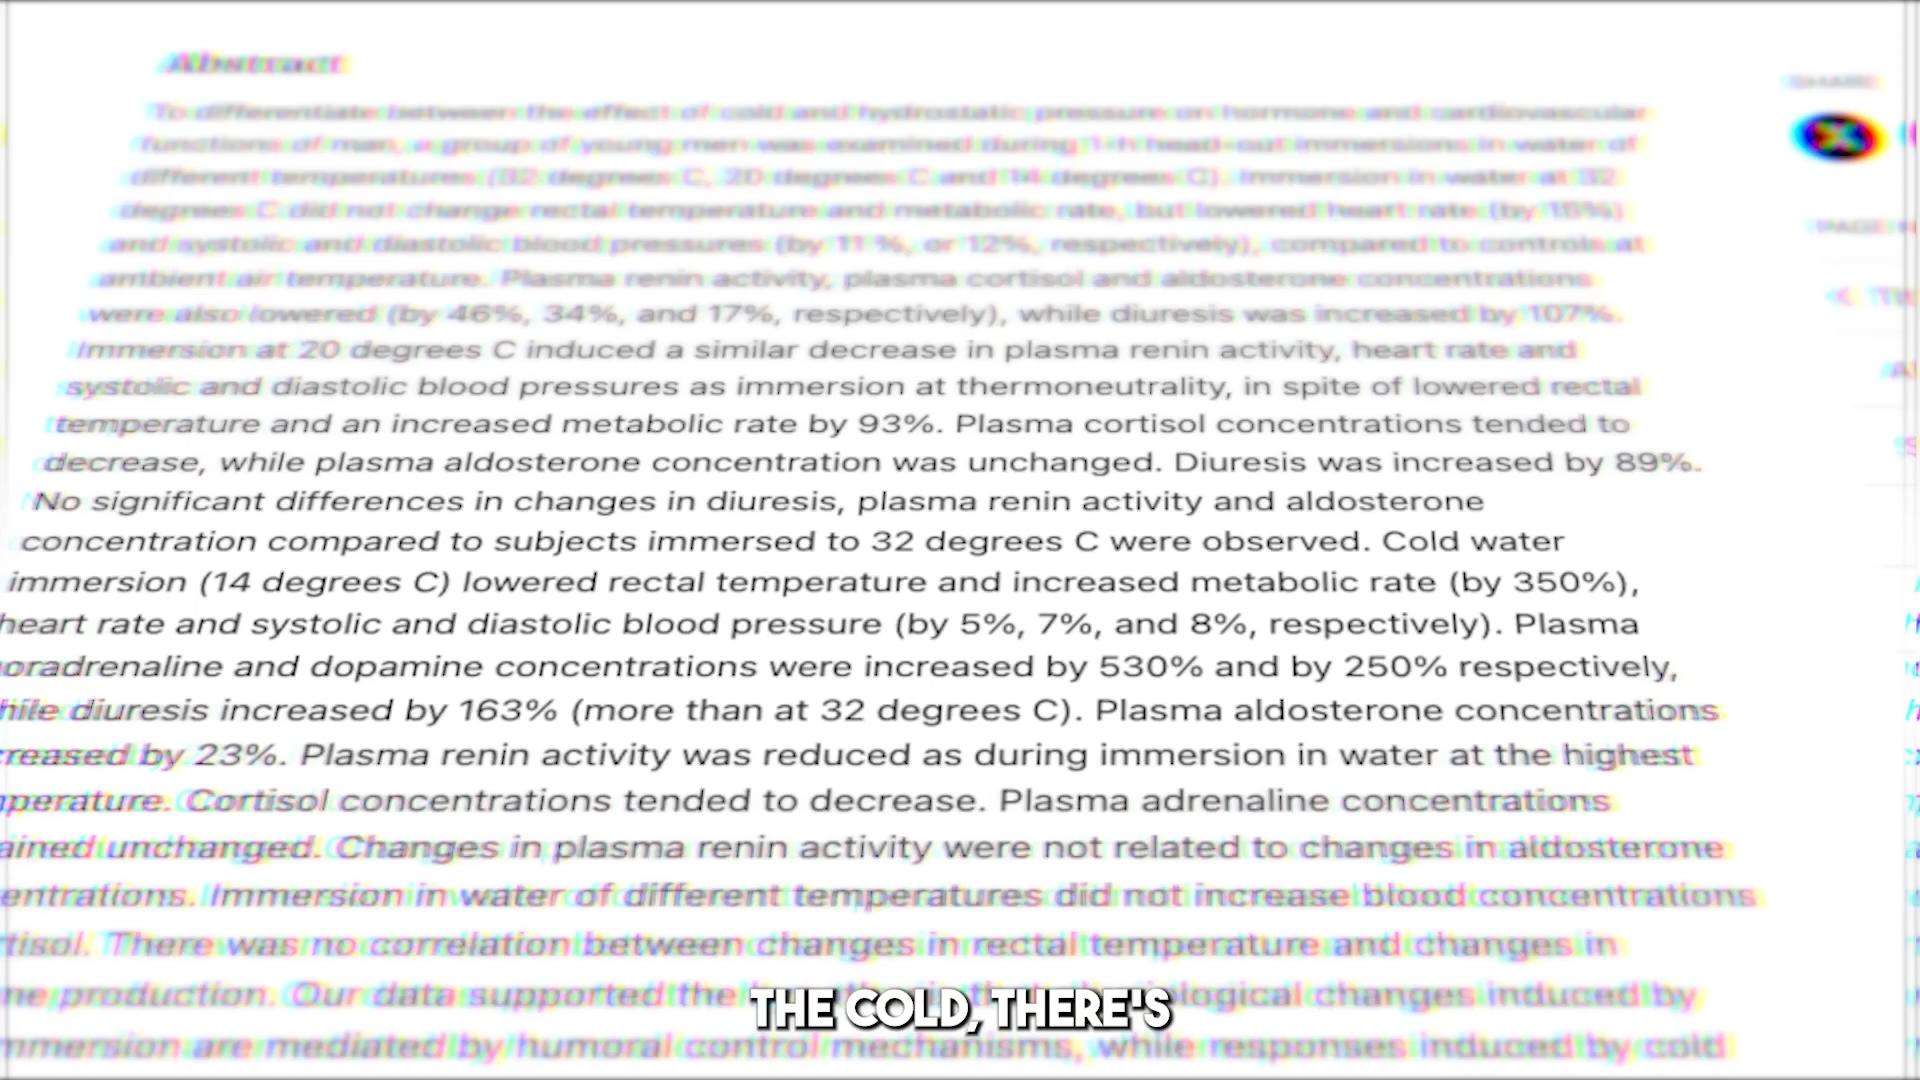 Abstract
To differentiate between the effect of cold and hydrostatic pressure on hormone and cardiovascular
functions of man, a group of young men was examined during 1-h head-out immersions in water of
different temperatures (32 degrees C, 20 degrees C and 14 degrees C). Immersion in water at 32
degrees C did not change rectal temperature and metabolic rate, but lowered heart rate (by 15%)
and systolic and diastolic blood pressures (by 11 %, or 12%, respectively), compared to controls at
ambient air temperature. Plasma renin activity, plasma cortisol and aldosterone concentrations
were also lowered (by 46%, 34%, and 17%, respectively), while diuresis was increased by 107%.
Immersion at 20 degrees C induced a similar decrease in plasma renin activity, heart rate and
systolic and diastolic blood pressures as immersion at thermoneutrality, in spite of lowered rectal
temperature and an increased metabolic rate by 93%. Plasma cortisol concentrations tended to
decrease, while plasma aldosterone concentration was unchanged. Diuresis was increased by 89%.
No significant differences in changes in diuresis, plasma renin activity and aldosterone
concentration compared to subjects immersed to 32 degrees C were observed. Cold water
immersion (14 degrees C) lowered rectal temperature and increased metabolic rate (by 350%),
heart rate and systolic and diastolic blood pressure (by 5%, 7%, and 8%, respectively). Plasma
oradrenaline and dopamine concentrations were increased by 530% and by 250% respectively,
hile diuresis increased by 163% (more than at 32 degrees C). Plasma aldosterone concentrations
creased by 23%. Plasma renin activity was reduced as during immersion in water at the highest
mperature. Cortisol concentrations tended to decrease. Plasma adrenaline concentrations
ained unchanged. Changes in plasma renin activity were not related to changes in aldosterone
entrations. Immersion in water of different temperatures did not increase blood concentrations
rtisol. There was no correlation between changes in rectal temperature and changes in
ne production. Our data supported the iological changes induced by
mmersion are mediated by humoral control mechanisms, while responses induced by cold
THE COLD, THERE'S
SHARE
PAGE